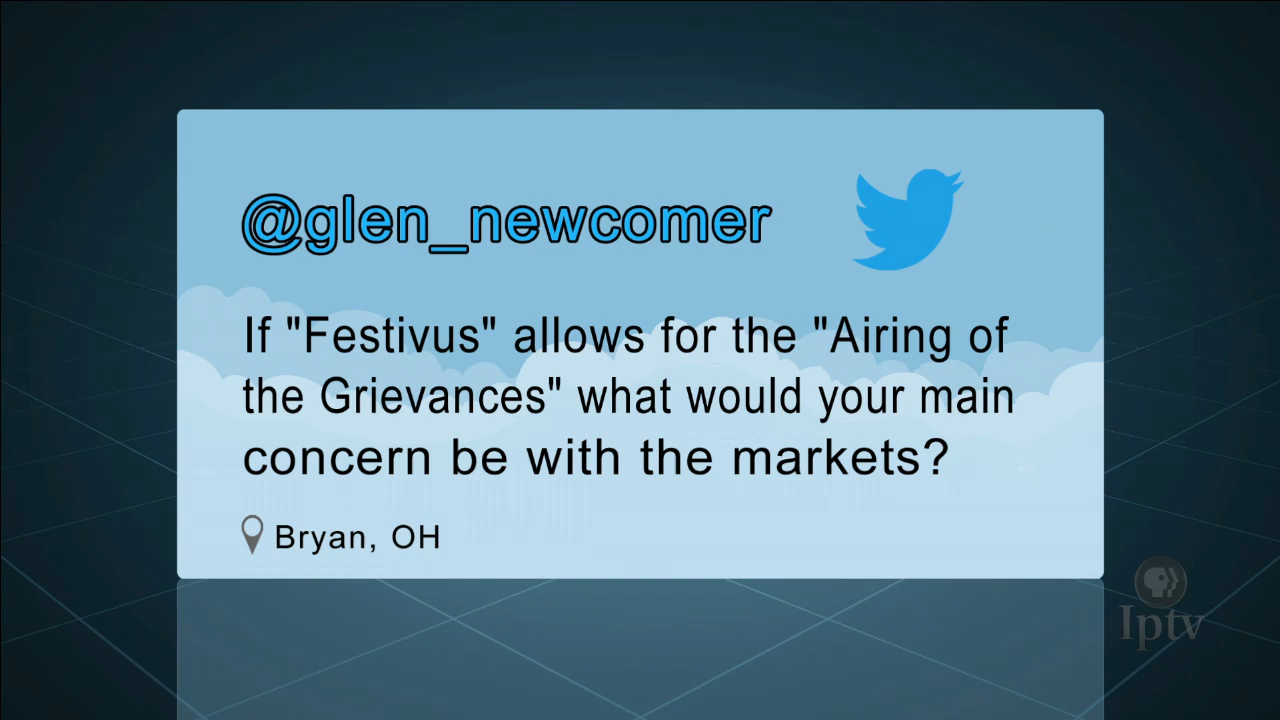 @glen_newcomer
If "Festivus" allows for the "Airing of
the Grievances" what would your main
concern be with the markets?
Bryan, OH
Iptv